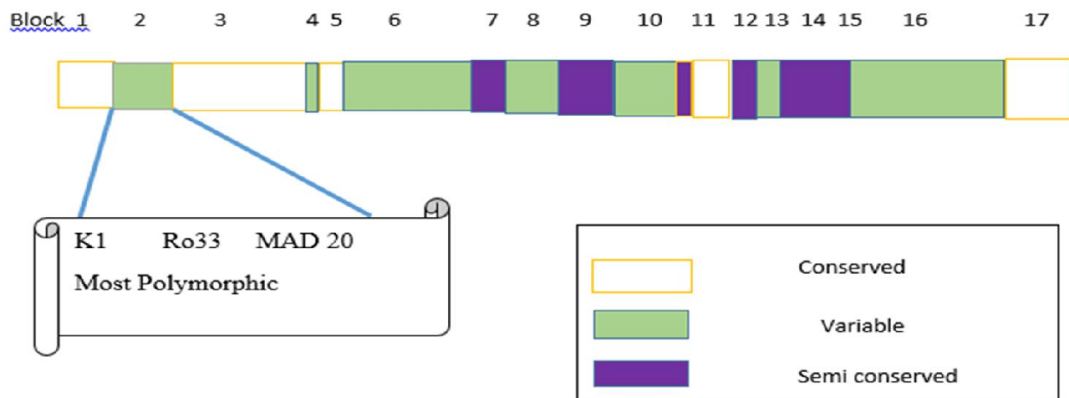 Block 1 2 3 4 5 6 7 8 9 10 11 12 13 14 15 16 17
K1 Ro33 MAD 20
Most Polymorphic
Conserved
Variable
Semi conserved